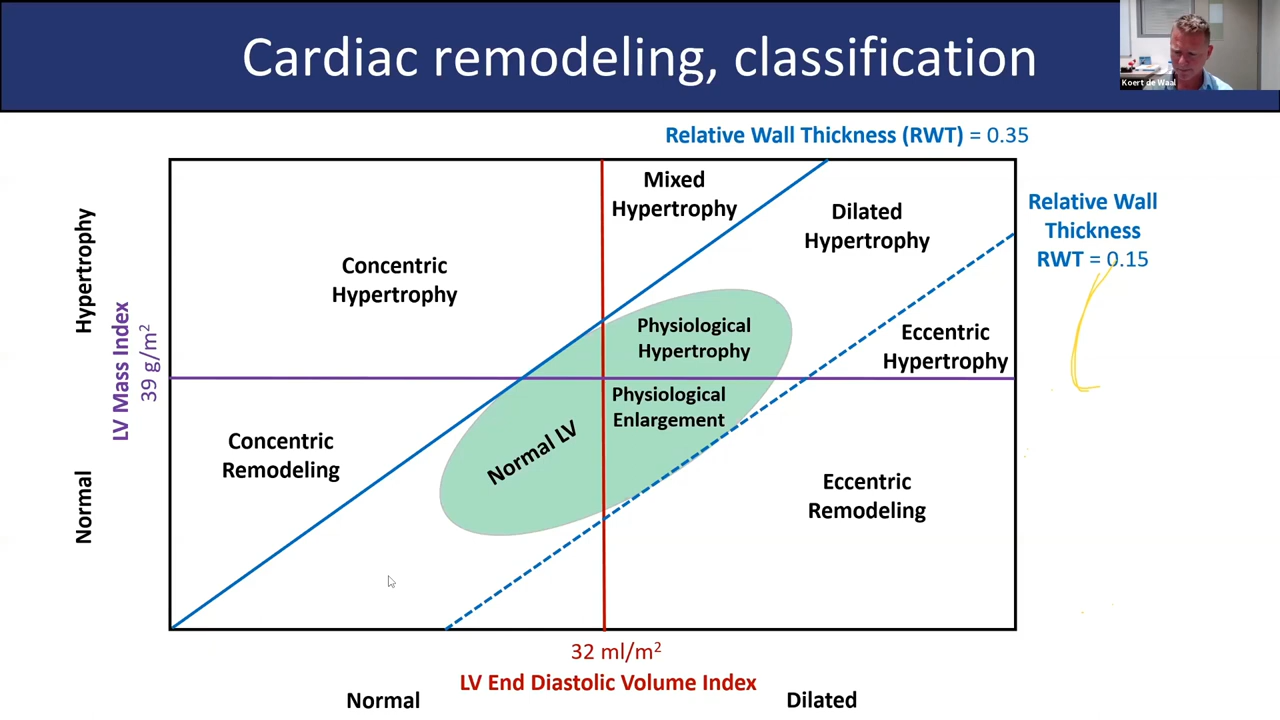 Cardiac remodeling, classification
Koert de Waal
Relative Wall Thickness (RWT) = 0.35
Mixed
Hypertrophy
Dilated
Hypertrophy
Relative Wall
Thickness
RWT = 0.15
Concentric
Hypertrophy
Hypertrophy
Physiological
Hypertrophy
Eccentric
Hypertrophy
LV Mass Index
39 g/m²
Physiological
Enlargement
Normal LV
Concentric
Remodeling
Normal
Eccentric
Remodeling
32 ml/m²
LV End Diastolic Volume Index
Normal
Dilated